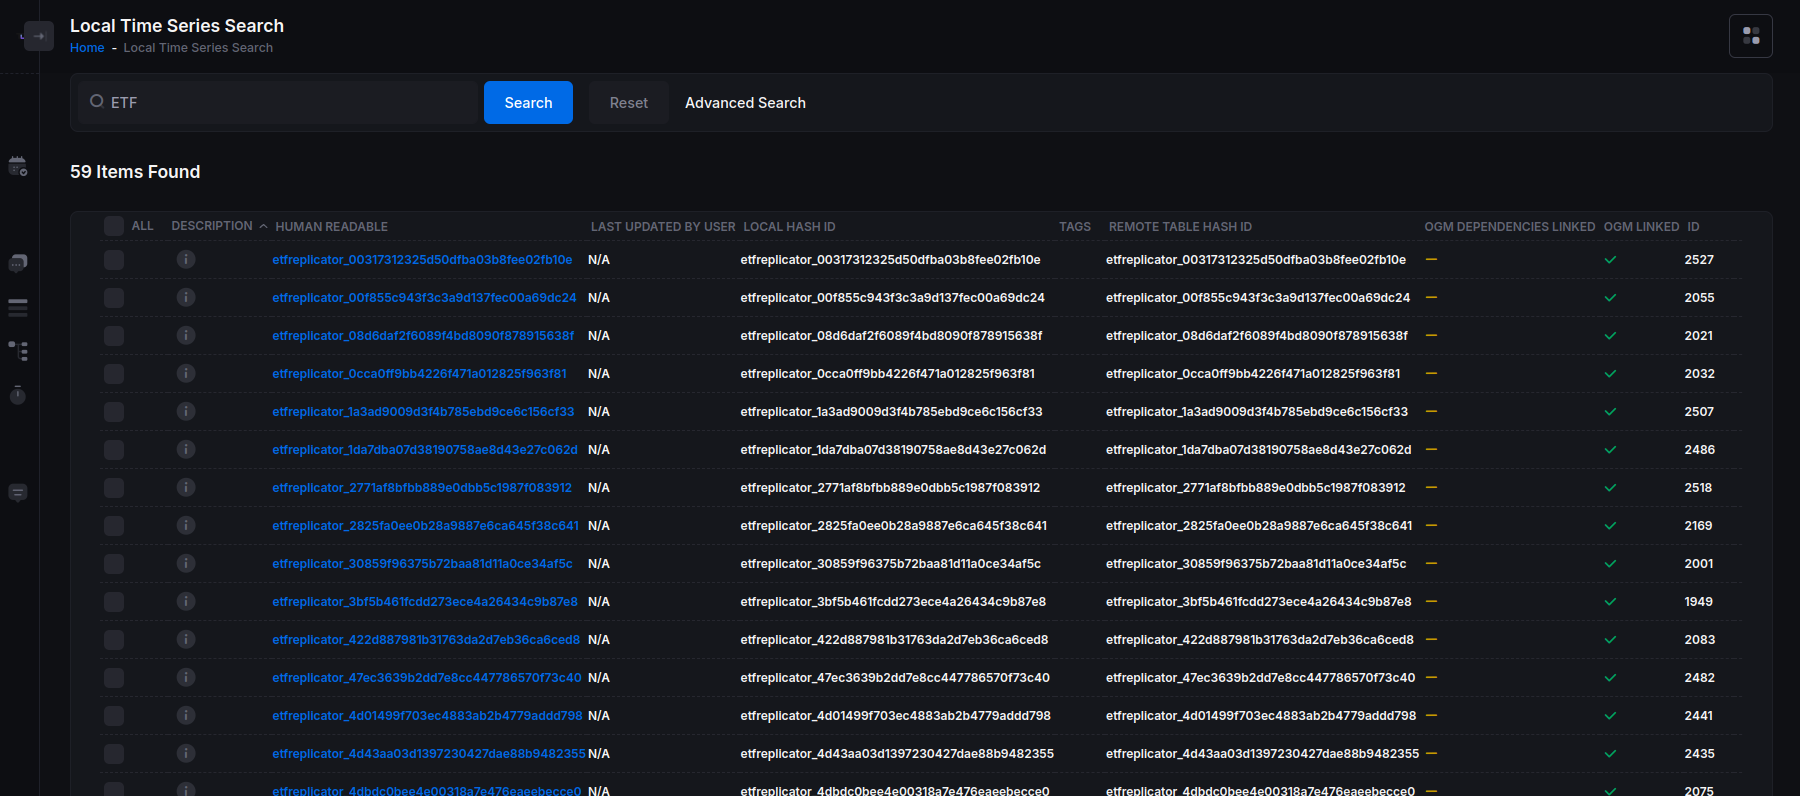 Local Time Series Search
Home - Local Time Series Search
ETF Search Reset Advanced Search
59 Items Found
ALL DESCRIPTION HUMAN READABLE LAST UPDATED BY USER LOCAL HASH ID TAGS REMOTE TABLE HASH ID OGM DEPENDENCIES LINKED OGM LINKED ID
etfreplicator_00317312325d50dfba03b8fee02fb10e N/A etfreplicator_00317312325d50dfba03b8fee02fb10e etfreplicator_00317312325d50dfba03b8fee02fb10e 2527
etfreplicator_00f855c943f3c3a9d137fec00a69dc24 N/A etfreplicator_00f855c943f3c3a9d137fec00a69dc24 etfreplicator_00f855c943f3c3a9d137fec00a69dc24 2055
etfreplicator_08d6daf2f6089f4bd8090f878915638f N/A etfreplicator_08d6daf2f6089f4bd8090f878915638f etfreplicator_08d6daf2f6089f4bd8090f878915638f 2021
etfreplicator_0cca0ff9bb4226f471a012825f963f81 N/A etfreplicator_0cca0ff9bb4226f471a012825f963f81 etfreplicator_0cca0ff9bb4226f471a012825f963f81 2032
etfreplicator_1a3ad9009d3f4b785ebd9ce6c156cf33 N/A etfreplicator_1a3ad9009d3f4b785ebd9ce6c156cf33 etfreplicator_1a3ad9009d3f4b785ebd9ce6c156cf33 2507
etfreplicator_1da7dba07d38190758ae8d43e27c062d N/A etfreplicator_1da7dba07d38190758ae8d43e27c062d etfreplicator_1da7dba07d38190758ae8d43e27c062d 2486
etfreplicator_2771af8bfbb889e0dbb5c1987f083912 N/A etfreplicator_2771af8bfbb889e0dbb5c1987f083912 etfreplicator_2771af8bfbb889e0dbb5c1987f083912 2518
etfreplicator_2825fa0ee0b28a9887e6ca645f38c641 N/A etfreplicator_2825fa0ee0b28a9887e6ca645f38c641 etfreplicator_2825fa0ee0b28a9887e6ca645f38c641 2169
etfreplicator_30859f96375b72baa81d11a0ce34af5c N/A etfreplicator_30859f96375b72baa81d11a0ce34af5c etfreplicator_30859f96375b72baa81d11a0ce34af5c 2001
etfreplicator_3bf5b461fcdd273ece4a26434c9b87e8 N/A etfreplicator_3bf5b461fcdd273ece4a26434c9b87e8 etfreplicator_3bf5b461fcdd273ece4a26434c9b87e8 1949
etfreplicator_422d887981b31763da2d7eb36ca6ced8 N/A etfreplicator_422d887981b31763da2d7eb36ca6ced8 etfreplicator_422d887981b31763da2d7eb36ca6ced8 2083
etfreplicator_47ec3639b2dd7e8cc447786570f73c40 N/A etfreplicator_47ec3639b2dd7e8cc447786570f73c40 etfreplicator_47ec3639b2dd7e8cc447786570f73c40 2482
etfreplicator_4d01499f703ec4883ab2b4779addd798 N/A etfreplicator_4d01499f703ec4883ab2b4779addd798 etfreplicator_4d01499f703ec4883ab2b4779addd798 2441
etfreplicator_4d43aa03d1397230427dae88b9482355 N/A etfreplicator_4d43aa03d1397230427dae88b9482355 etfreplicator_4d43aa03d1397230427dae88b9482355 2435
etfreplicator_4dbdc0bee4e00318a7e476eaeebecce0 N/A etfreplicator_4dbdc0bee4e00318a7e476eaeebecce0 etfreplicator_4dbdc0bee4e00318a7e476eaeebecce0 2075